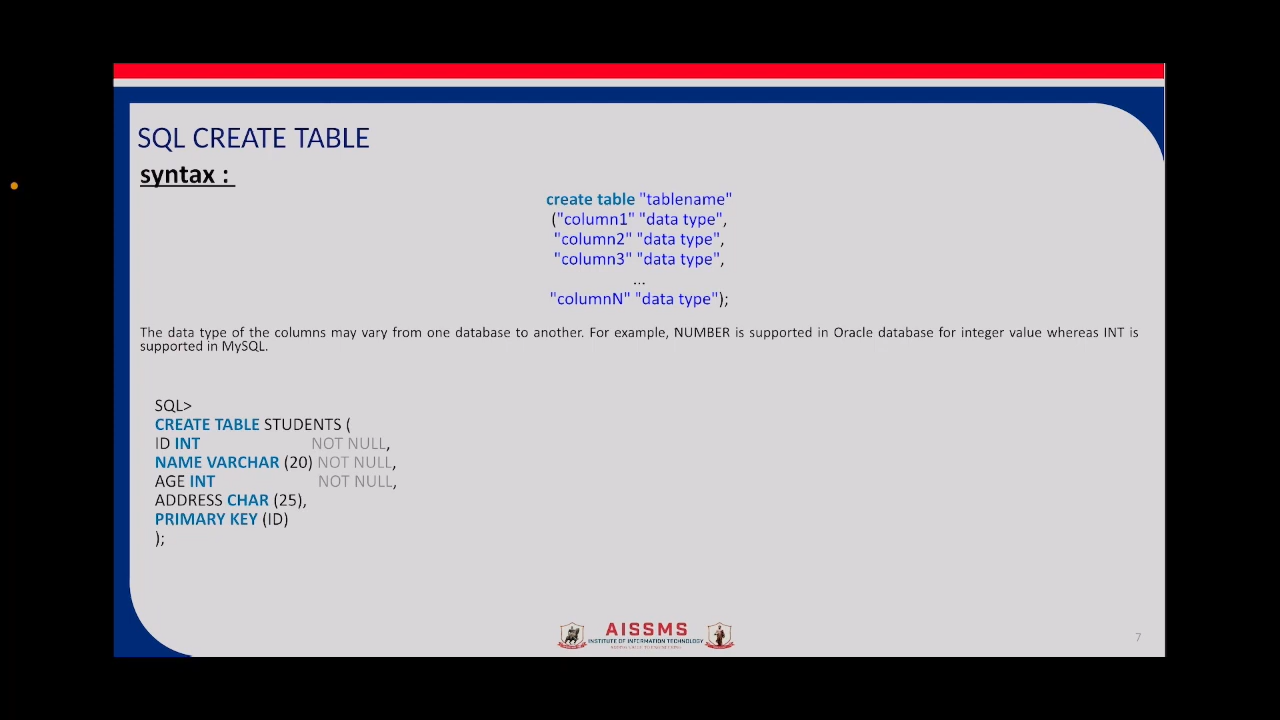 SQL CREATE TABLE
syntax :
create table "tablename"
("column1" "data type",
"column2" "data type",
"column3" "data type",
...
"columnN" "data type");
The data type of the columns may vary from one database to another. For example, NUMBER is supported in Oracle database for integer value whereas INT is
supported in MySQL.
SQL>
CREATE TABLE STUDENTS (
ID INT NOT NULL,
NAME VARCHAR (20) NOT NULL,
AGE INT NOT NULL,
ADDRESS CHAR (25),
PRIMARY KEY (ID)
);
AISSMS
INSTITUTE OF INFORMATION TECHNOLOGY
7